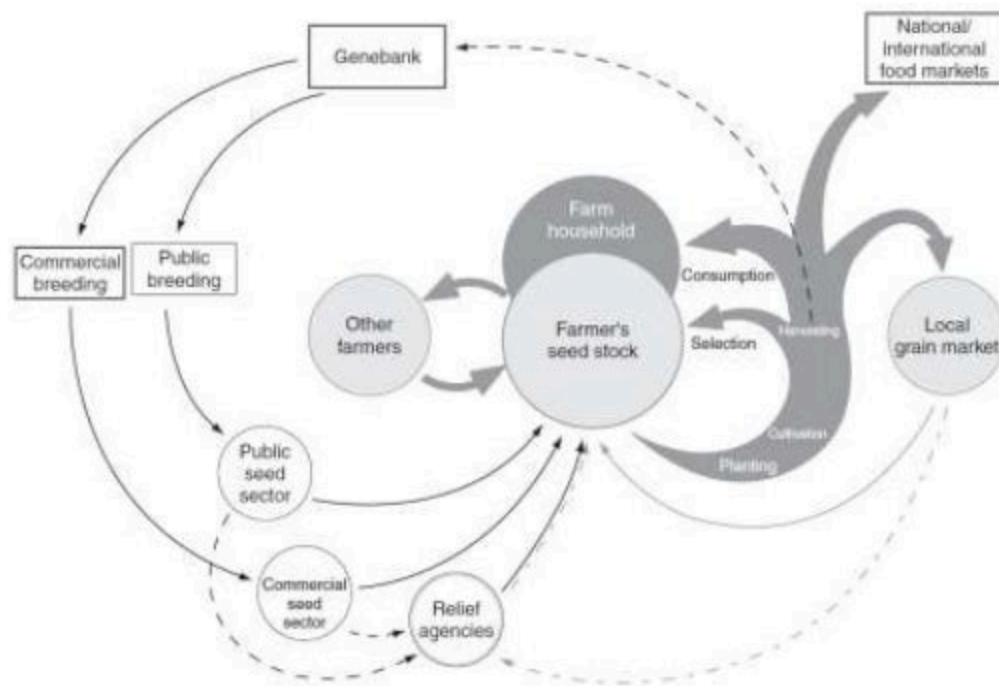 National/
international
food markets
Genebank
Farm
household
Commercial
breeding
Public
breeding
Consumption
Other
farmers
Farmer's
seed stock
Selection
Harvesting
Local
grain market
Cultivation
Planting
Public
seed
sector
Commercial
seed
sector
Relief
agencies